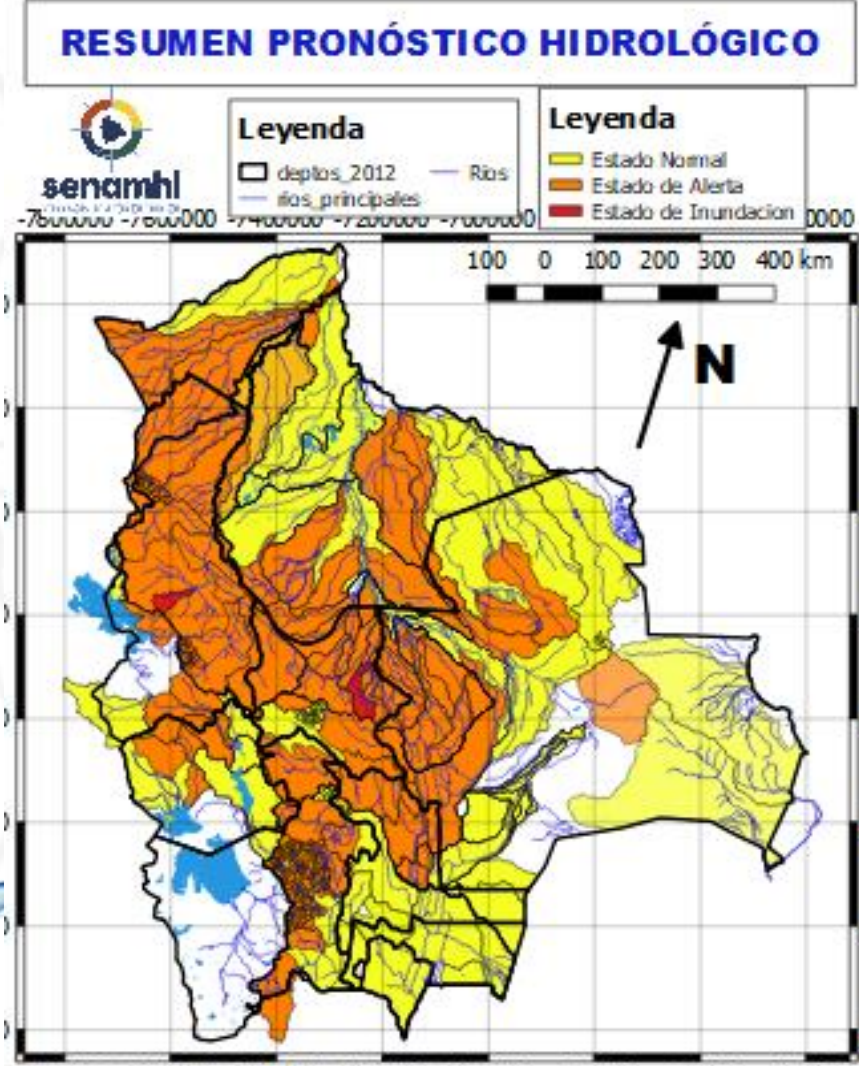 RESUMEN PRONÓSTICO HIDROLÓGICO
senamhi
Leyenda
deptos_2012
Rios
rios_principales
Leyenda
Estado Normal
Estado de Alerta
Estado de Inundacion
-7600000 -7400000 -7200000 -7000000
100 0 100 200 300 400 km
N